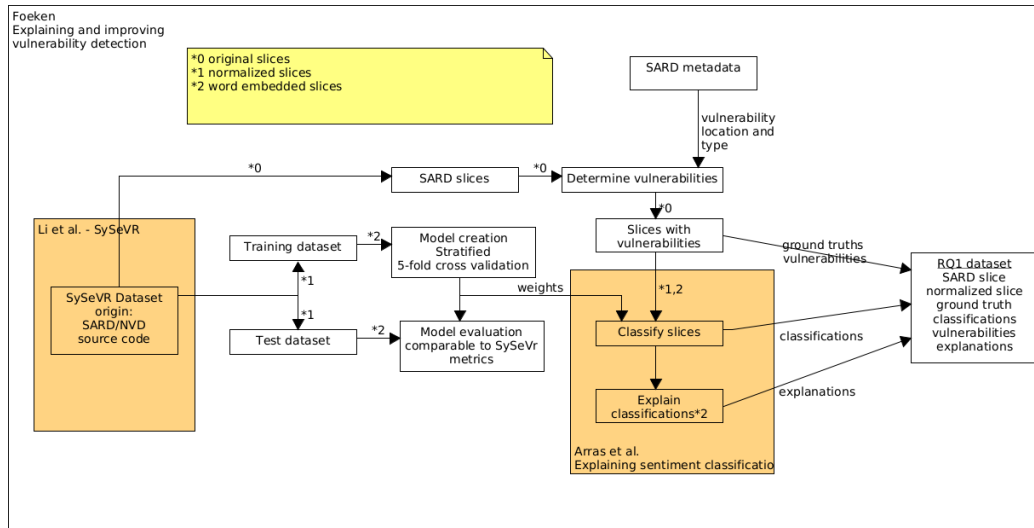 Foeken
Explaining and improving
vulnerability detection
*0 original slices
*1 normalized slices
*2 word embedded slices
SARD metadata
vulnerability
location and
type
*0
SARD slices
*0
Determine vulnerabilities
*0
Li et al. - SySeVR
SySeVR Dataset
origin:
SARD/NVD
source code
Training dataset
*2
*1
*1
Test dataset
*2
Model creation
Stratified
5-fold cross validation
weights
Model evaluation
comparable to SySeVr
metrics
Slices with
vulnerabilities
ground truths
vulnerabilities
*1,2
Classify slices
classifications
Explain
classifications*2
explanations
Arras et al.
Explaining sentiment classificatio
RQ1 dataset
SARD slice
normalized slice
ground truth
classifications
vulnerabilities
explanations